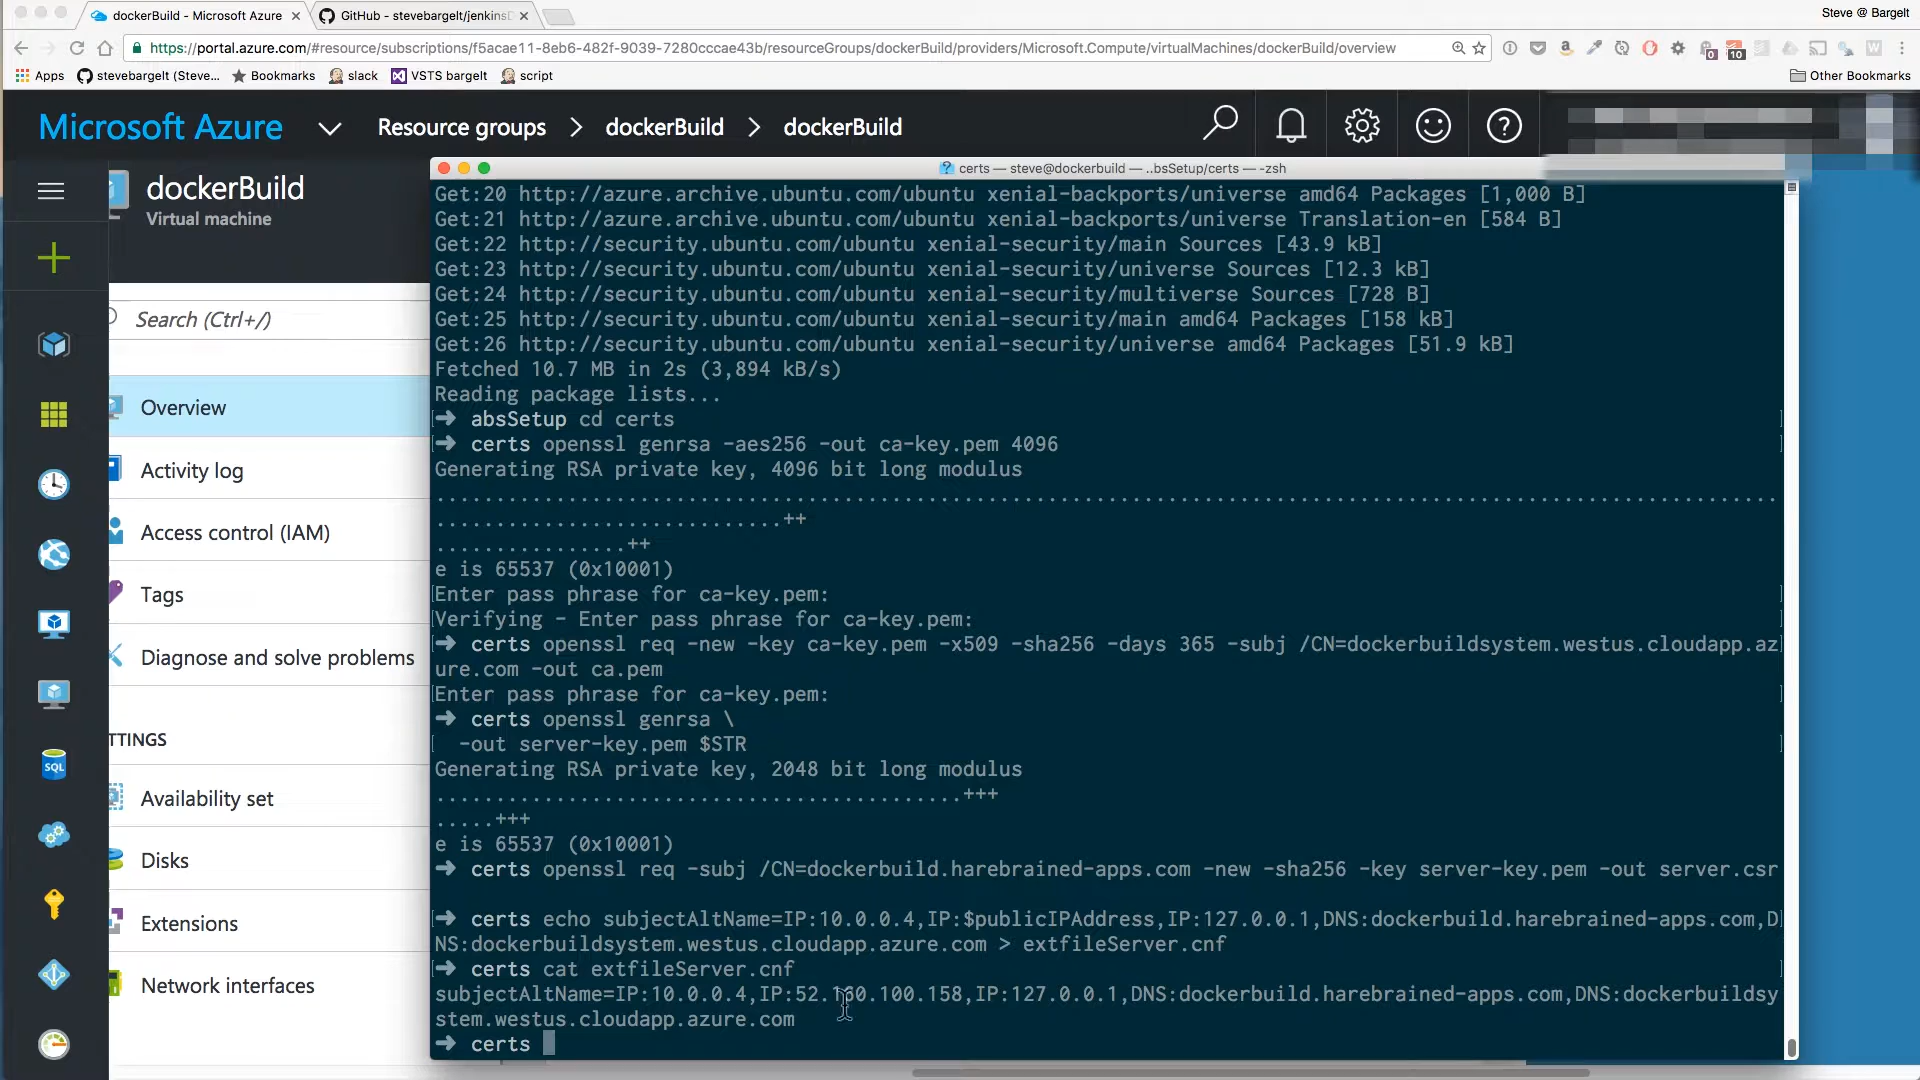 dockerBuild - Microsoft Azure
GitHub - stevebargelt/jenkinsD
Steve @ Bargelt
https://portal.azure.com/#resource/subscriptions/f5acae11-8eb6-482f-9039-7280cccae43b/resourceGroups/dockerBuild/providers/Microsoft.Compute/virtualMachines/dockerBuild/overview
0
10
Apps
stevebargelt (Steve...
Bookmarks
slack
VSTS bargelt
script
Other Bookmarks
Microsoft Azure
Resource groups > dockerBuild > dockerBuild
dockerBuild
Virtual machine
Search (Ctrl+/)
Overview
Activity log
Access control (IAM)
Tags
Diagnose and solve problems
TTINGS
Availability set
Disks
Extensions
Network interfaces
SQL
certs — steve@dockerbuild — ..bsSetup/certs — -zsh
Get:20 http://azure.archive.ubuntu.com/ubuntu xenial-backports/universe amd64 Packages [1,000 B]
Get:21 http://azure.archive.ubuntu.com/ubuntu xenial-backports/universe Translation-en [584 B]
Get:22 http://security.ubuntu.com/ubuntu xenial-security/main Sources [43.9 kB]
Get:23 http://security.ubuntu.com/ubuntu xenial-security/universe Sources [12.3 kB]
Get:24 http://security.ubuntu.com/ubuntu xenial-security/multiverse Sources [728 B]
Get:25 http://security.ubuntu.com/ubuntu xenial-security/main amd64 Packages [158 kB]
Get:26 http://security.ubuntu.com/ubuntu xenial-security/universe amd64 Packages [51.9 kB]
Fetched 10.7 MB in 2s (3,894 kB/s)
Reading package lists...
➜ absSetup cd certs
➜ certs openssl genrsa -aes256 -out ca-key.pem 4096
Generating RSA private key, 4096 bit long modulus
................................................................................................................
.............................++
................++
e is 65537 (0x10001)
Enter pass phrase for ca-key.pem:
Verifying - Enter pass phrase for ca-key.pem:
➜ certs openssl req -new -key ca-key.pem -x509 -sha256 -days 365 -subj /CN=dockerbuildsystem.westus.cloudapp.az
ure.com -out ca.pem
Enter pass phrase for ca-key.pem:
➜ certs openssl genrsa \
-out server-key.pem $STR
Generating RSA private key, 2048 bit long modulus
............................................+++
.....+++
e is 65537 (0x10001)
➜ certs openssl req -subj /CN=dockerbuild.harebrained-apps.com -new -sha256 -key server-key.pem -out server.csr
➜ certs echo subjectAltName=IP:10.0.0.4,IP:$publicIPAddress,IP:127.0.0.1,DNS:dockerbuild.harebrained-apps.com,D
NS:dockerbuildsystem.westus.cloudapp.azure.com > extfileServer.cnf
➜ certs cat extfileServer.cnf
subjectAltName=IP:10.0.0.4,IP:52.160.100.158,IP:127.0.0.1,DNS:dockerbuild.harebrained-apps.com,DNS:dockerbuildsy
stem.westus.cloudapp.azure.com
➜ certs